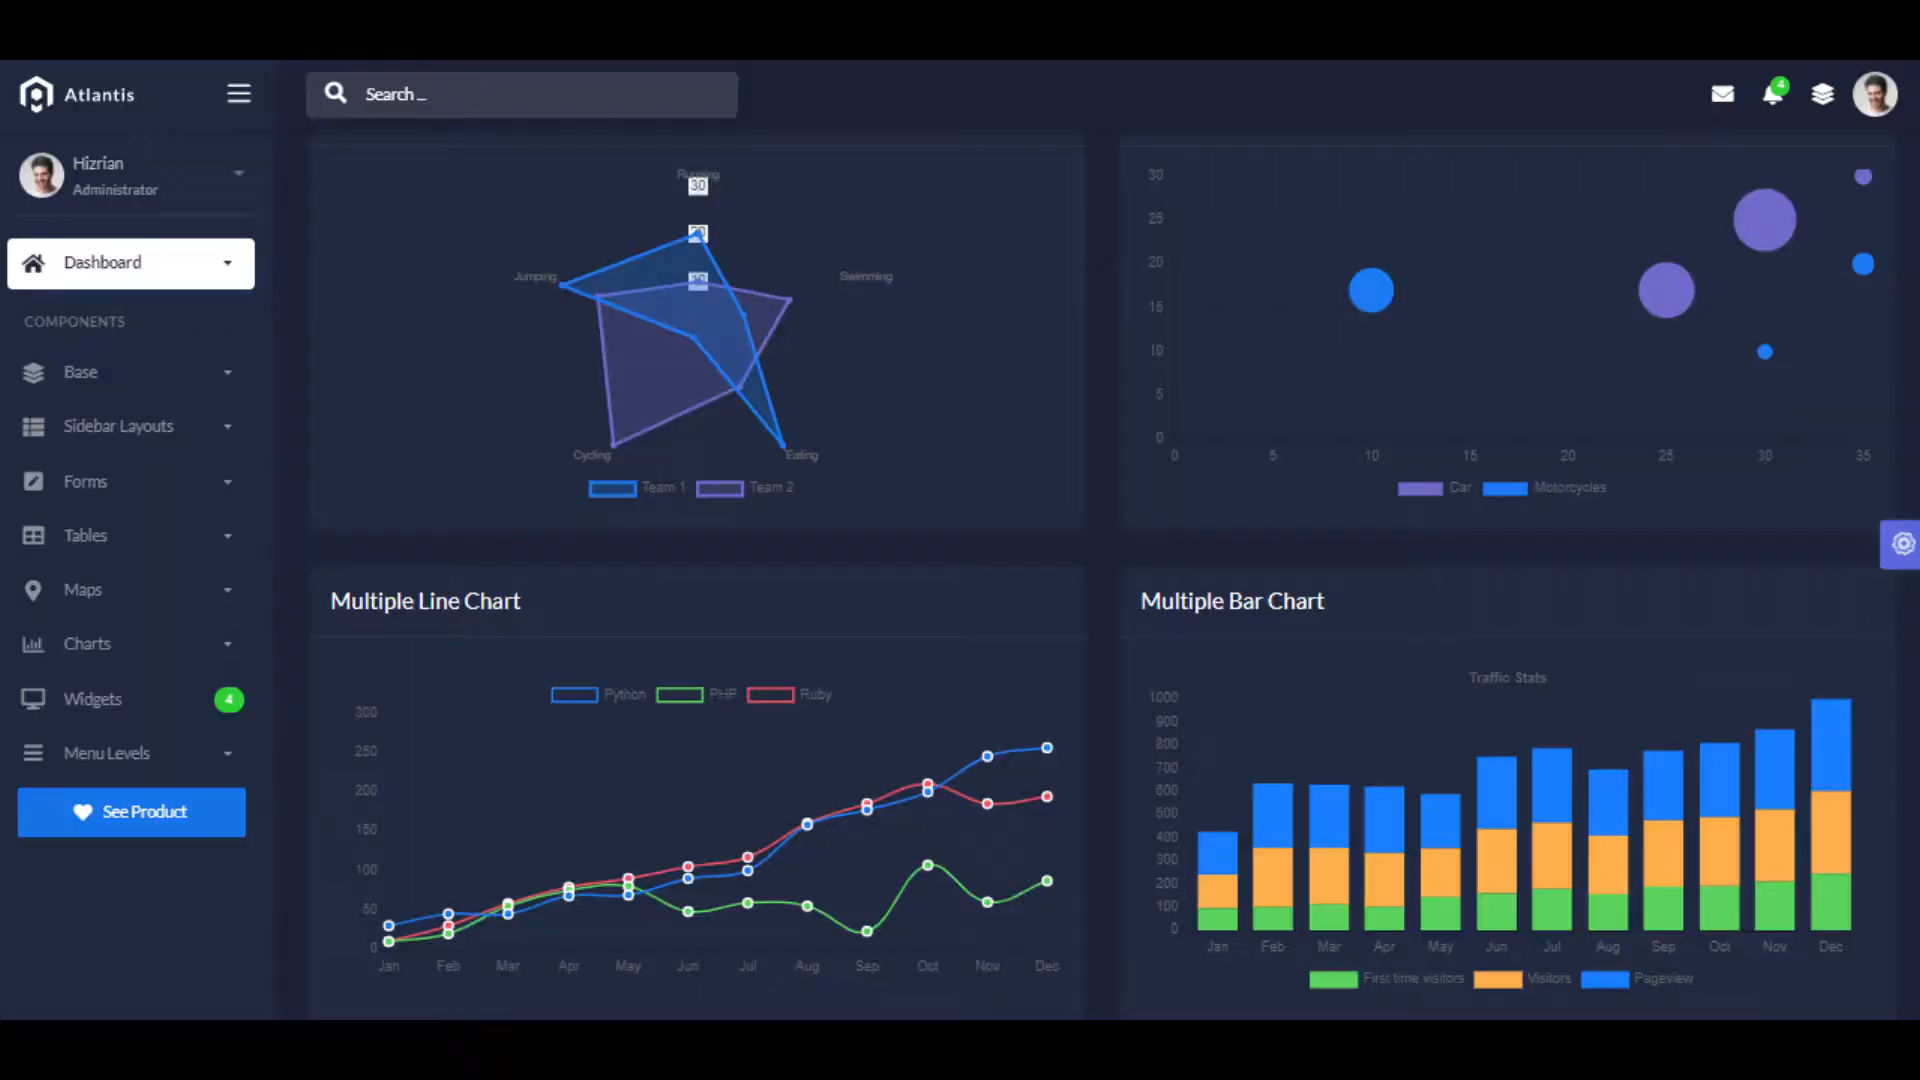 Atlantis
Search ...
4
Hizrian
Administrator
Dashboard
COMPONENTS
Base
Sidebar Layouts
Forms
Tables
Maps
Charts
Widgets
4
Menu Levels
See Product
Running
30
20
10
Jumping
Swimming
Cycling
Eating
Team 1
Team 2
30
25
20
15
10
5
0
0 5 10 15 20 25 30 35
Car
Motorcycles
Multiple Line Chart
Python
PHP
Ruby
300
250
200
150
100
50
0
Jan Feb Mar Apr May Jun Jul Aug Sep Oct Nov Dec
Multiple Bar Chart
Traffic Stats
1000
900
800
700
600
500
400
300
200
100
0
Jan Feb Mar Apr May Jun Jul Aug Sep Oct Nov Dec
First time visitors
Visitors
Pageview